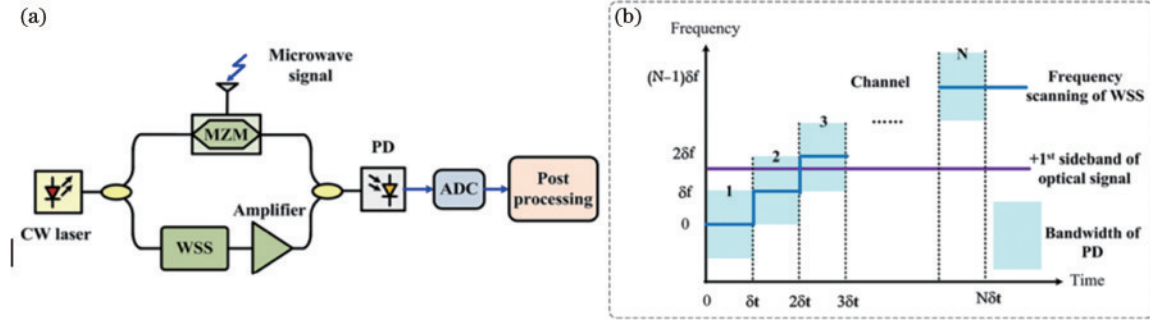 (a)
Microwave
signal
MZM
PD
ADC
Post
processing
CW laser
WSS
Amplifier
(b)
Frequency
(N−1)δf
2δf
δf
0
1
2
3
Channel
......
N
Frequency
scanning of WSS
+1st sideband of
optical signal
Bandwidth of
PD
Time
0
δt
2δt
3δt
Nδt